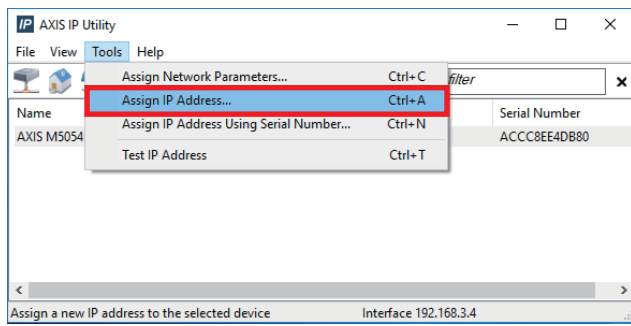 IP AXIS IP Utility
File View Tools Help
Assign Network Parameters... Ctrl+C
filter
Assign IP Address... Ctrl+A
Assign IP Address Using Serial Number... Ctrl+N
Test IP Address Ctrl+T
Name Serial Number
AXIS M5054 ACCC8EE4DB80
Assign a new IP address to the selected device Interface 192.168.3.4